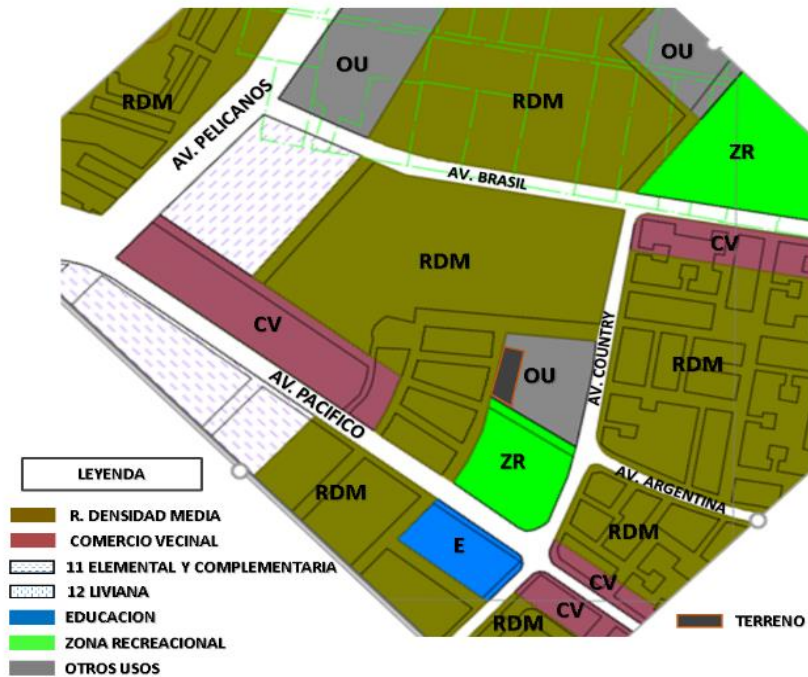 OU
OU
RDM
RDM
AV. PELICANOS
ZR
AV. BRASIL
CV
RDM
CV
AV. COUNTRY
RDM
OU
AV. PACIFICO
ZR
AV. ARGENTINA
RDM
RDM
E
CV
CV
RDM
LEYENDA
R. DENSIDAD MEDIA
COMERCIO VECINAL
11 ELEMENTAL Y COMPLEMENTARIA
12 LIVIANA
EDUCACION
ZONA RECREACIONAL
OTROS USOS
TERRENO